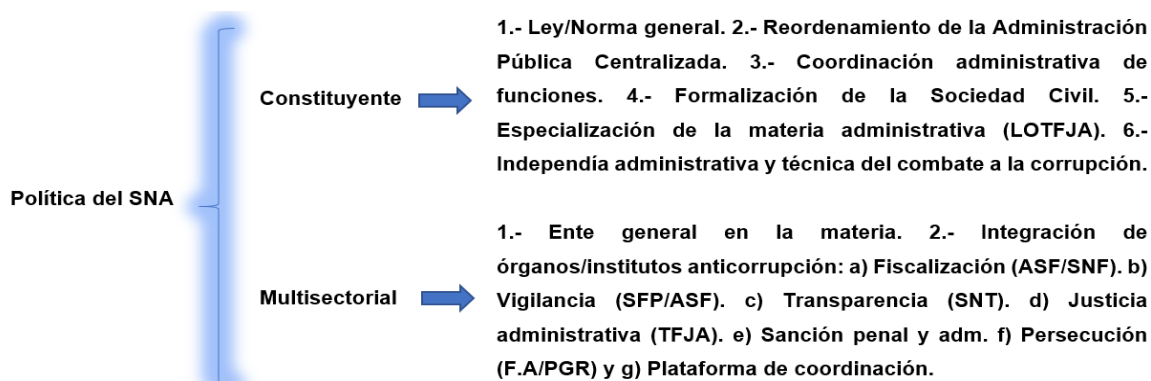 1.- Ley/Norma general. 2.- Reordenamiento de la Administración
Pública Centralizada. 3.- Coordinación administrativa de
Constituyente
funciones. 4.- Formalización de la Sociedad Civil. 5.-
Especialización de la materia administrativa (LOTFJA). 6.-
Independía administrativa y técnica del combate a la corrupción.
Política del SNA
1.- Ente general en la materia. 2.- Integración de
órganos/institutos anticorrupción: a) Fiscalización (ASF/SNF). b)
Multisectorial
Vigilancia (SFP/ASF). c) Transparencia (SNT). d) Justicia
administrativa (TFJA). e) Sanción penal y adm. f) Persecución
(F.A/PGR) y g) Plataforma de coordinación.